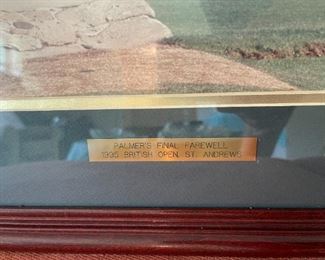 PALMER'S FINAL FAREWELL
1995 BRITISH OPEN, ST. ANDREWS